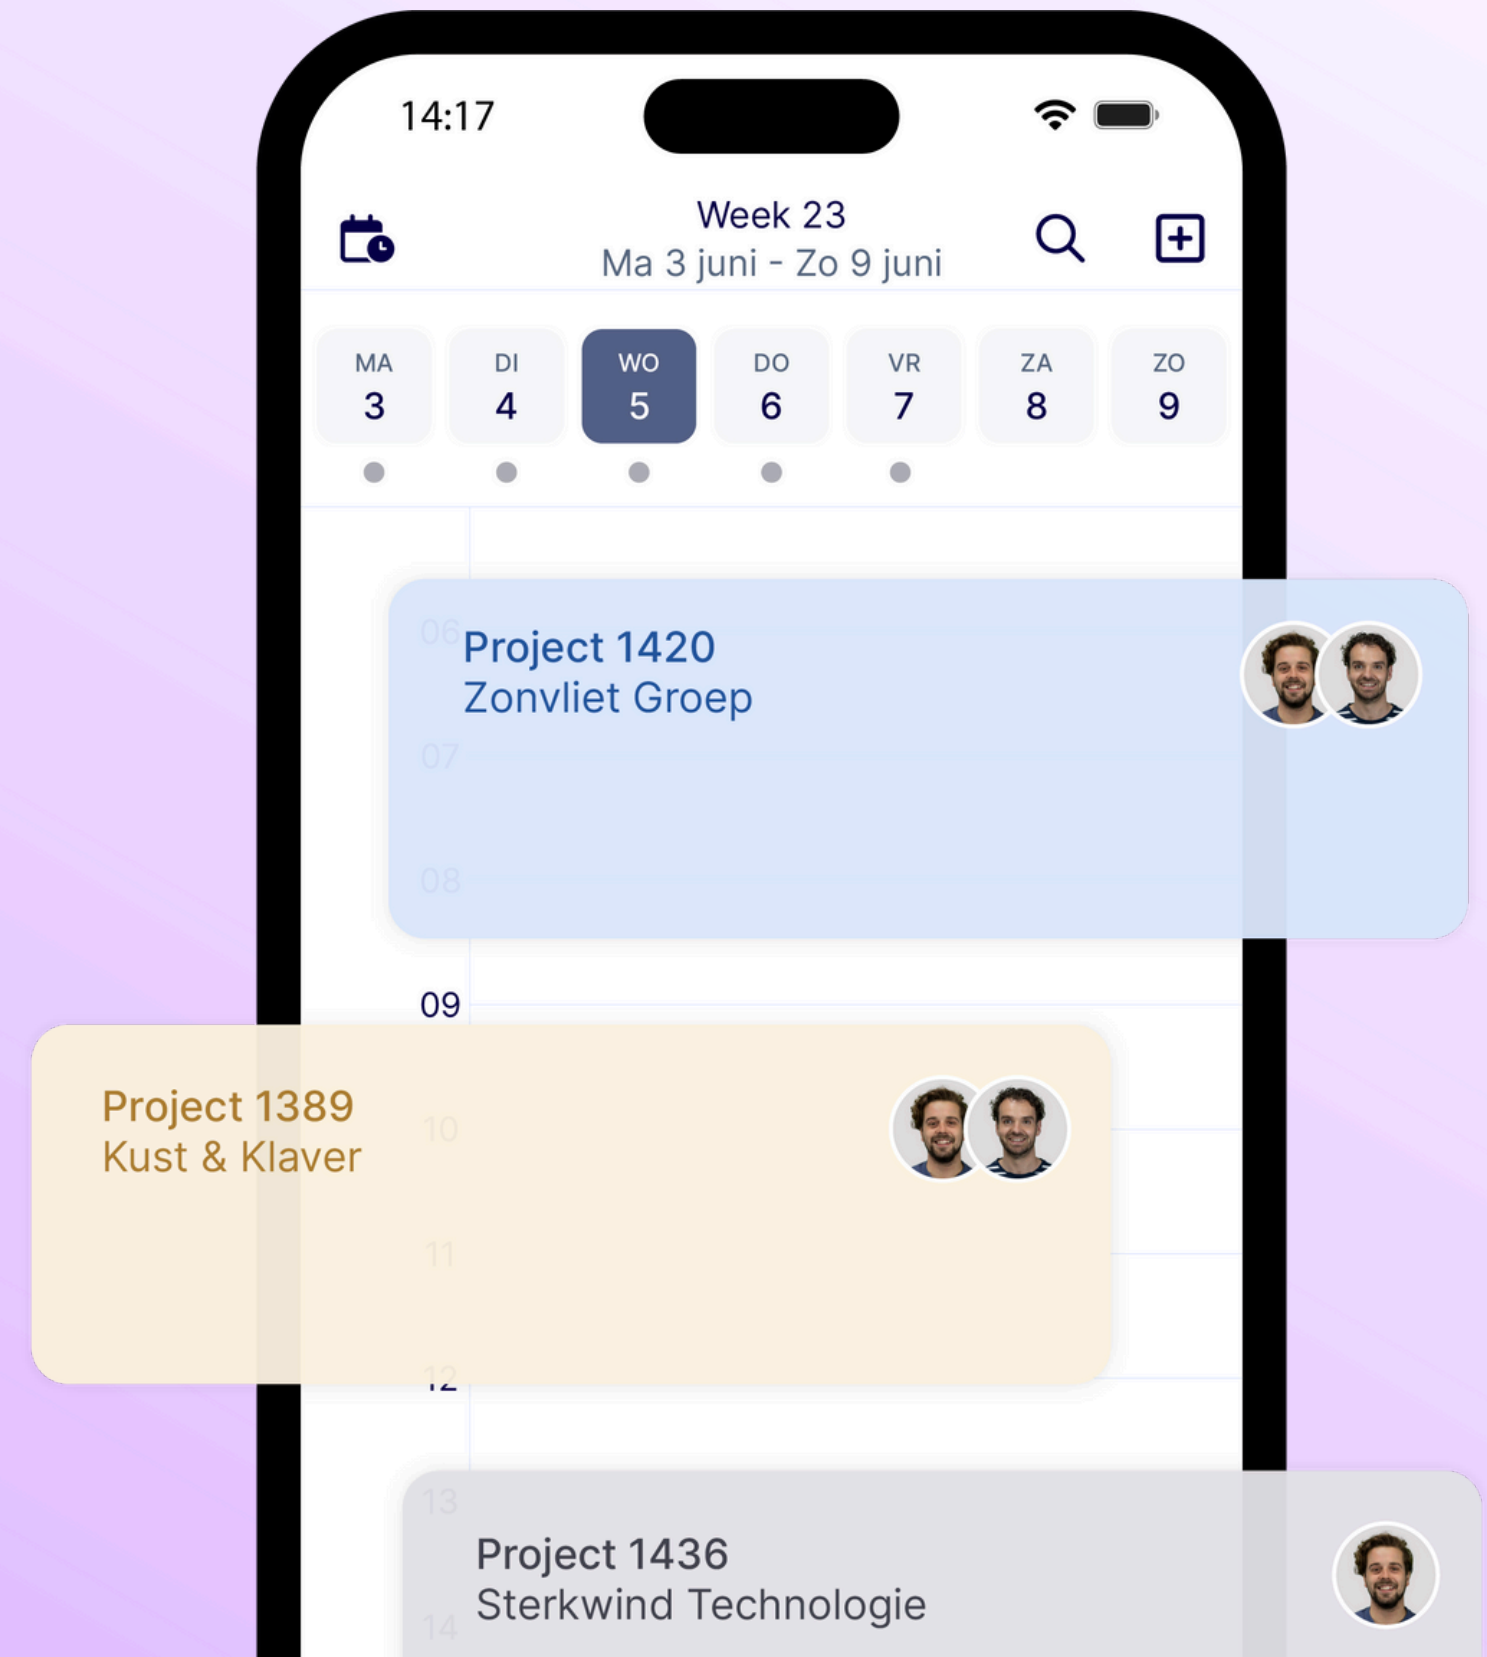 14:17
Week 23
Ma 3 juni - Zo 9 juni
MA DI WO DO VR ZA ZO
3 4 5 6 7 8 9
06
Project 1420
Zonvliet Groep
07
08
09
Project 1389
10
Kust & Klaver
11
12
13
Project 1436
Sterkwind Technologie
14